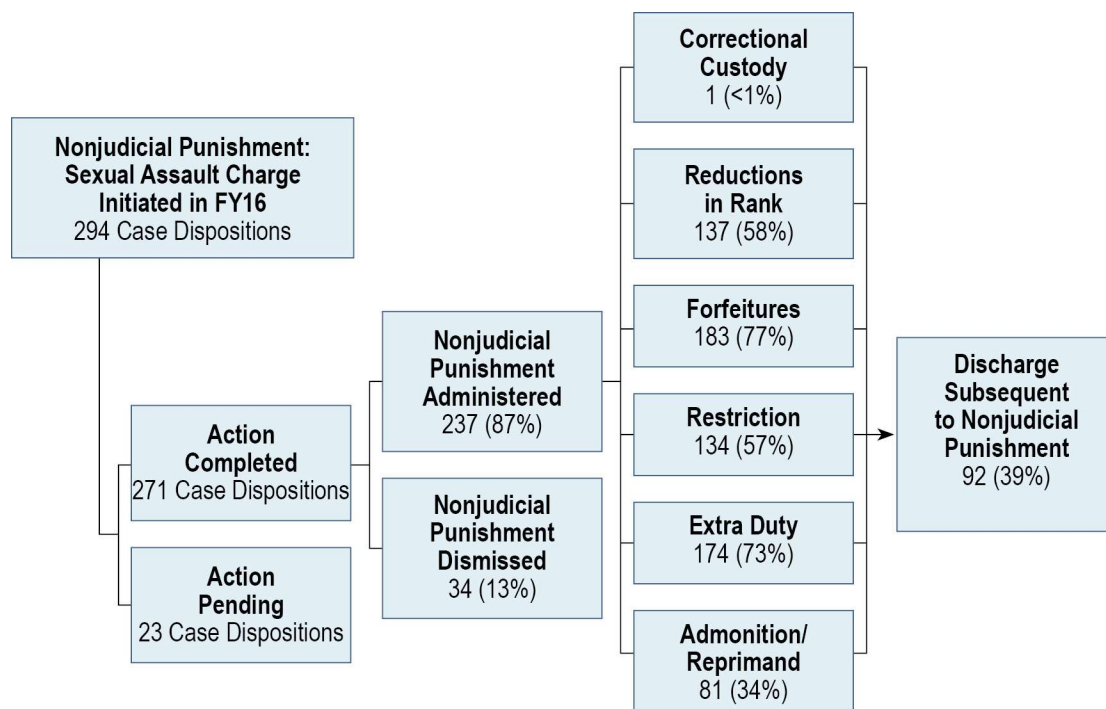 Nonjudicial Punishment:
Sexual Assault Charge
Initiated in FY16
294 Case Dispositions
Action
Completed
271 Case Dispositions
Action
Pending
23 Case Dispositions
Nonjudicial
Punishment
Administered
237 (87%)
Nonjudicial
Punishment
Dismissed
34 (13%)
Correctional
Custody
1 (<1%)
Reductions
in Rank
137 (58%)
Forfeitures
183 (77%)
Restriction
134 (57%)
Extra Duty
174 (73%)
Admonition/
Reprimand
81 (34%)
Discharge
Subsequent
to Nonjudicial
Punishment
92 (39%)